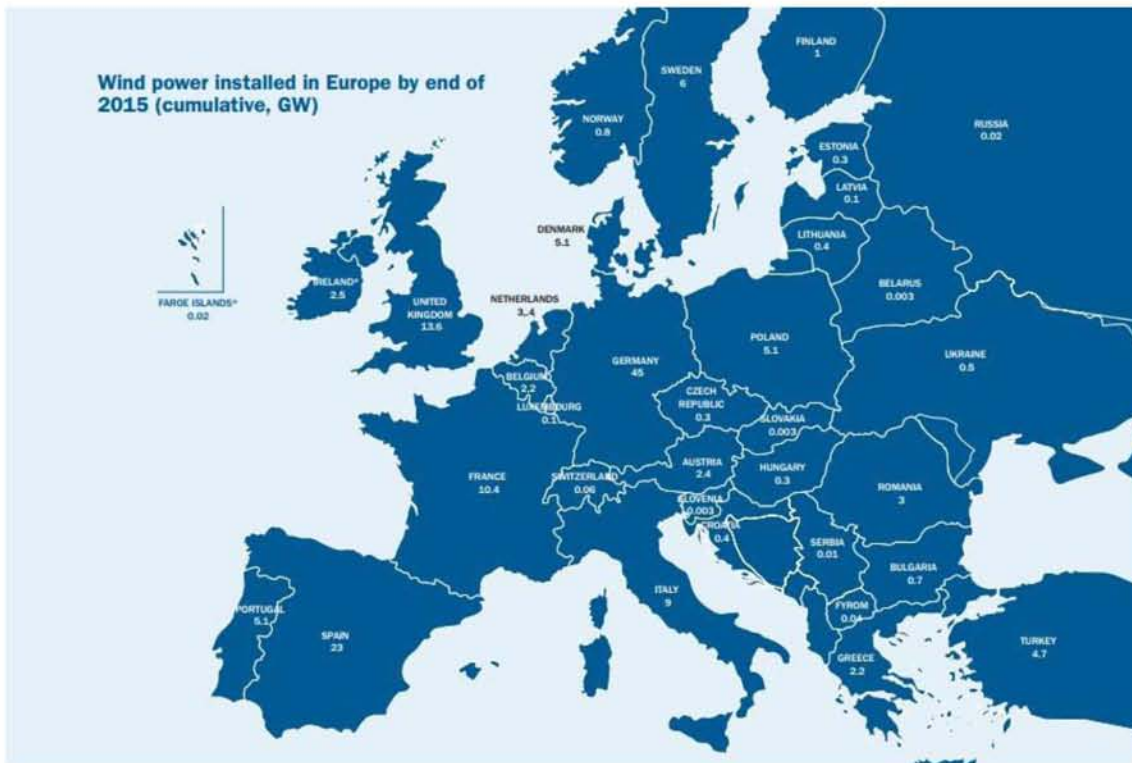 Wind power installed in Europe by end of
2015 (cumulative, GW)
FINLAND
1
SWEDEN
6
NORWAY
0.8
RUSSIA
0.02
ESTONIA
0.3
LATVIA
0.1
LITHUANIA
0.4
DENMARK
5.1
BELARUS
0.003
FAROE ISLANDS*
0.02
IRELAND*
2.5
UNITED
KINGDOM
13.6
NETHERLANDS
3,.4
POLAND
5.1
UKRAINE
0.5
GERMANY
45
BELGIUM
2.2
LUXEMBOURG
0.1
CZECH
REPUBLIC
0.3
SLOVAKIA
0.003
AUSTRIA
2.4
HUNGARY
0.3
FRANCE
10.4
SWITZERLAND
0.06
ROMANIA
3
SLOVENIA
0.003
CROATIA
0.4
SERBIA
0.01
BULGARIA
0.7
ITALY
9
FYROM
0.04
PORTUGAL
5.1
SPAIN
23
GREECE
2.2
TURKEY
4.7